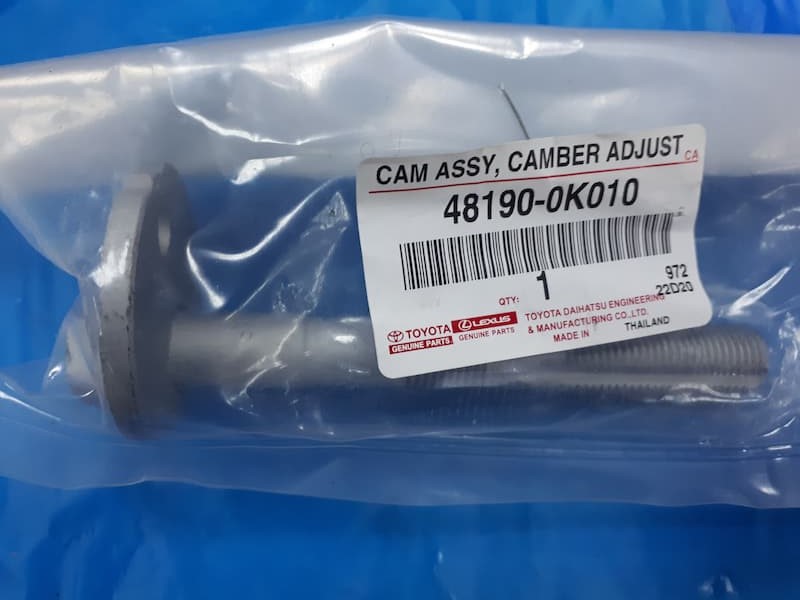 CAM ASSY, CAMBER ADJUST CA
48190-0K010
QTY: 1
972
22D20
TOYOTA
GENUINE PARTS
LEXUS
GENUINE PARTS
TOYOTA DAIHATSU ENGINEERING
& MANUFACTURING CO.,LTD.
MADE IN THAILAND